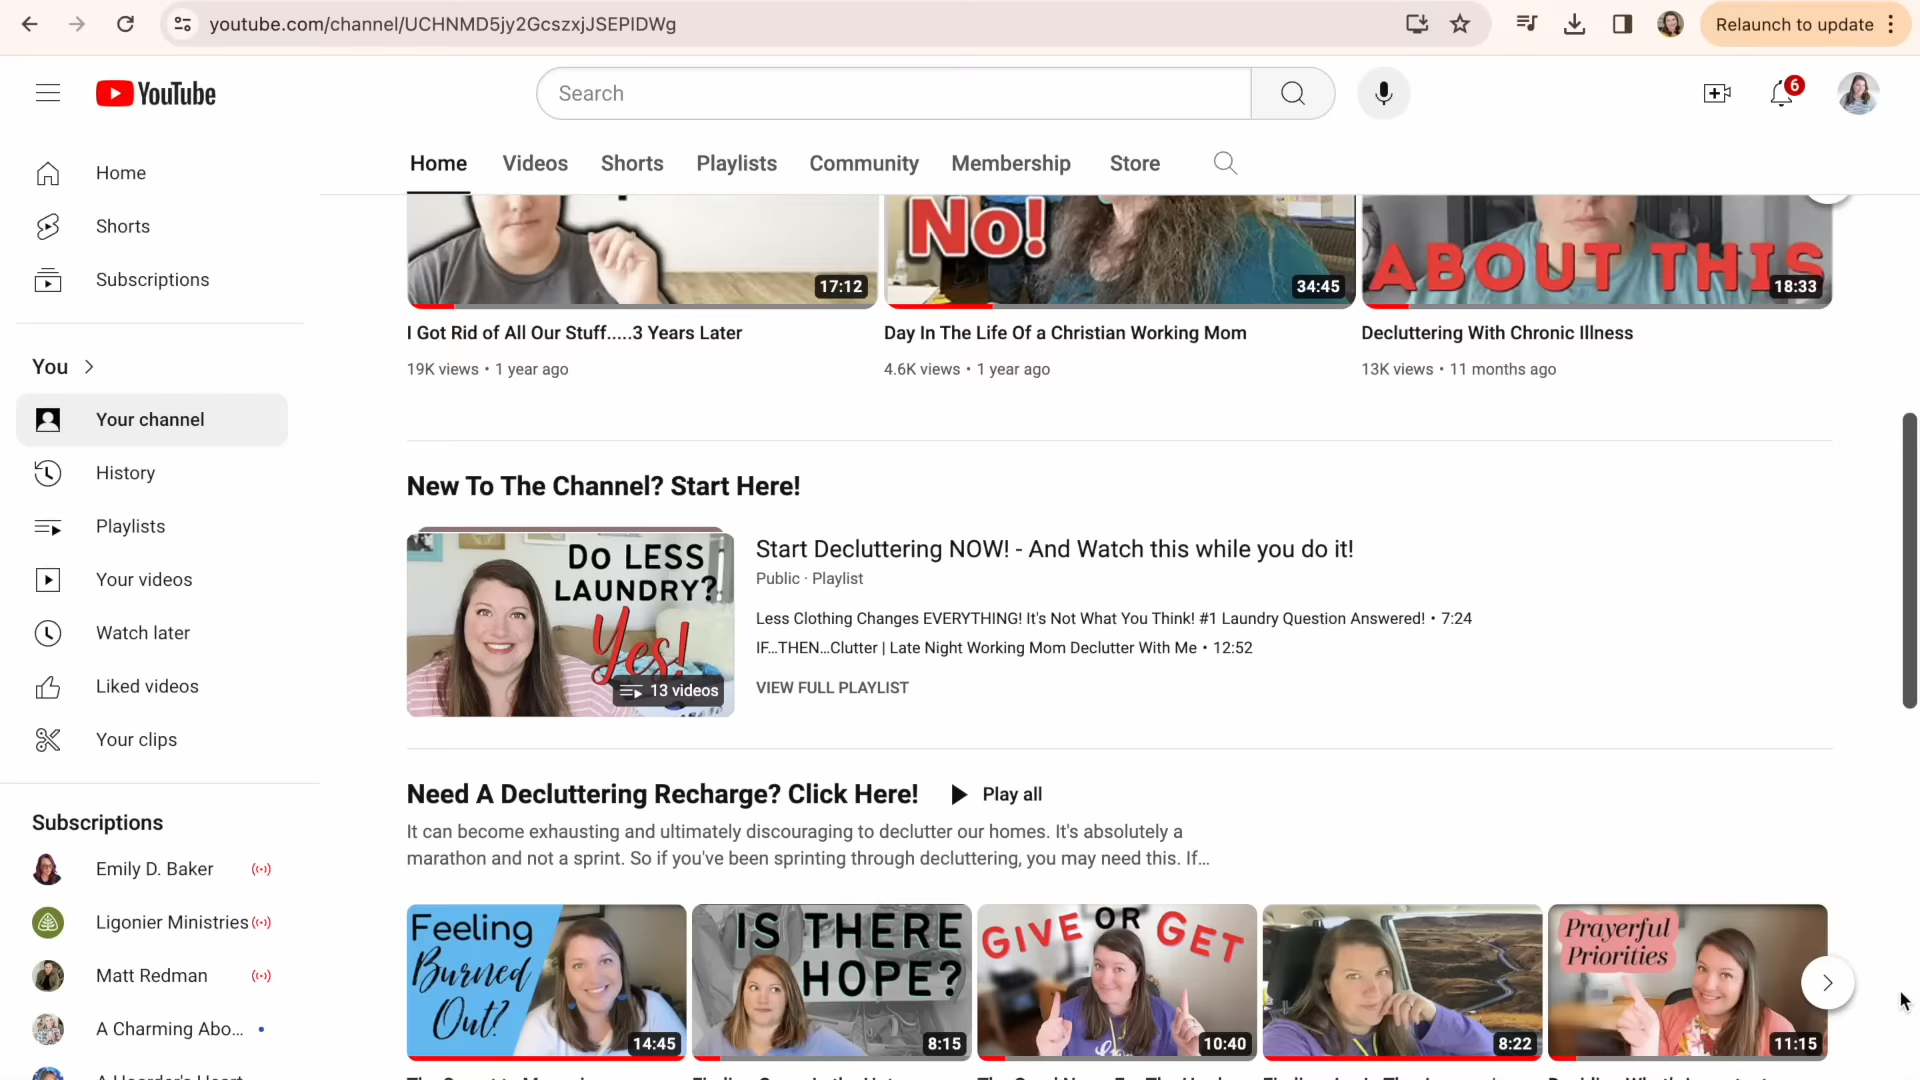 youtube.com/channel/UCHNMD5jy2GcszxjJSEPIDWg
Relaunch to update
YouTube
Search
6
Home
Videos
Shorts
Playlists
Community
Membership
Store
Home
Shorts
Subscriptions
You
Your channel
History
Playlists
Your videos
Watch later
Liked videos
Your clips
Subscriptions
Emily D. Baker
Ligonier Ministries
Matt Redman
A Charming Abo...
No!
ABOUT THIS
17:12
34:45
18:33
I Got Rid of All Our Stuff.....3 Years Later
19K views • 1 year ago
Day In The Life Of a Christian Working Mom
4.6K views • 1 year ago
Decluttering With Chronic Illness
13K views • 11 months ago
New To The Channel? Start Here!
DO LESS
LAUNDRY?
Yes!
13 videos
Start Decluttering NOW! - And Watch this while you do it!
Public · Playlist
Less Clothing Changes EVERYTHING! It's Not What You Think! #1 Laundry Question Answered! • 7:24
IF...THEN...Clutter | Late Night Working Mom Declutter With Me • 12:52
VIEW FULL PLAYLIST
Need A Decluttering Recharge? Click Here!
Play all
It can become exhausting and ultimately discouraging to declutter our homes. It's absolutely a
marathon and not a sprint. So if you've been sprinting through decluttering, you may need this. If...
Feeling
Burned
Out?
14:45
IS THERE
HOPE?
8:15
GIVE OR GET
10:40
8:22
Prayerful
Priorities
11:15